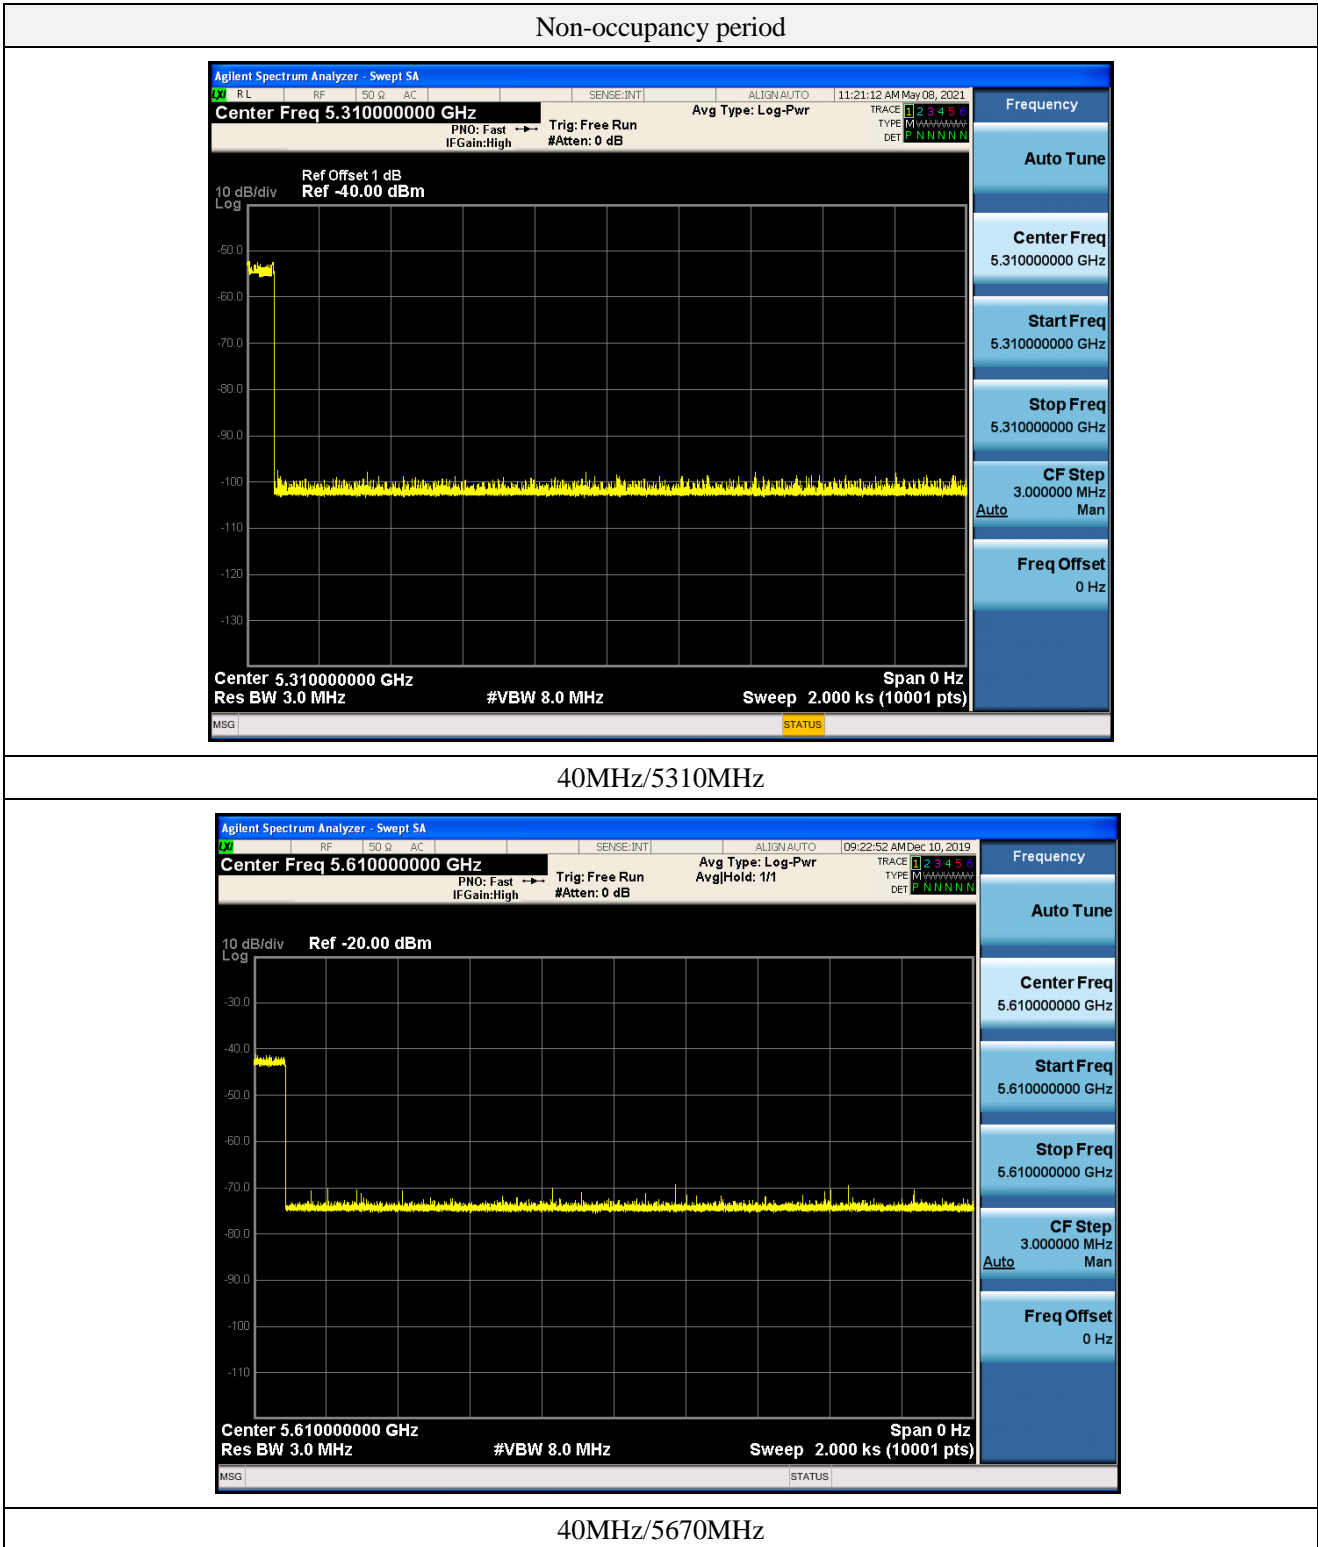 Non-occupancy period
Agilent Spectrum Analyzer - Swept SA
LXI RL RF 50 Ω AC SENSE:INT ALIGN AUTO 11:21:12 AM May 08, 2021
Center Freq 5.310000000 GHz
PNO: Fast
IFGain:High
Trig: Free Run
#Atten: 0 dB
Avg Type: Log-Pwr
TRACE 1 2 3 4 5 6
TYPE M WWWWW
DET P N N N N N
Ref Offset 1 dB
10 dB/div Ref -40.00 dBm
Log
-50.0
-60.0
-70.0
-80.0
-90.0
-100
-110
-120
-130
Center 5.310000000 GHz Span 0 Hz
Res BW 3.0 MHz #VBW 8.0 MHz Sweep 2.000 ks (10001 pts)
MSG STATUS
Frequency
Auto Tune
Center Freq
5.310000000 GHz
Start Freq
5.310000000 GHz
Stop Freq
5.310000000 GHz
CF Step
3.000000 MHz
Auto Man
Freq Offset
0 Hz
40MHz/5310MHz
Agilent Spectrum Analyzer - Swept SA
LXI RF 50 Ω AC SENSE:INT ALIGN AUTO 09:22:52 AM Dec 10, 2019
Center Freq 5.610000000 GHz
PNO: Fast
IFGain:High
Trig: Free Run
#Atten: 0 dB
Avg Type: Log-Pwr
Avg|Hold: 1/1
TRACE 1 2 3 4 5 6
TYPE M WWWWW
DET P N N N N N
10 dB/div Ref -20.00 dBm
Log
-30.0
-40.0
-50.0
-60.0
-70.0
-80.0
-90.0
-100
-110
Center 5.610000000 GHz Span 0 Hz
Res BW 3.0 MHz #VBW 8.0 MHz Sweep 2.000 ks (10001 pts)
MSG STATUS
Frequency
Auto Tune
Center Freq
5.610000000 GHz
Start Freq
5.610000000 GHz
Stop Freq
5.610000000 GHz
CF Step
3.000000 MHz
Auto Man
Freq Offset
0 Hz
40MHz/5670MHz